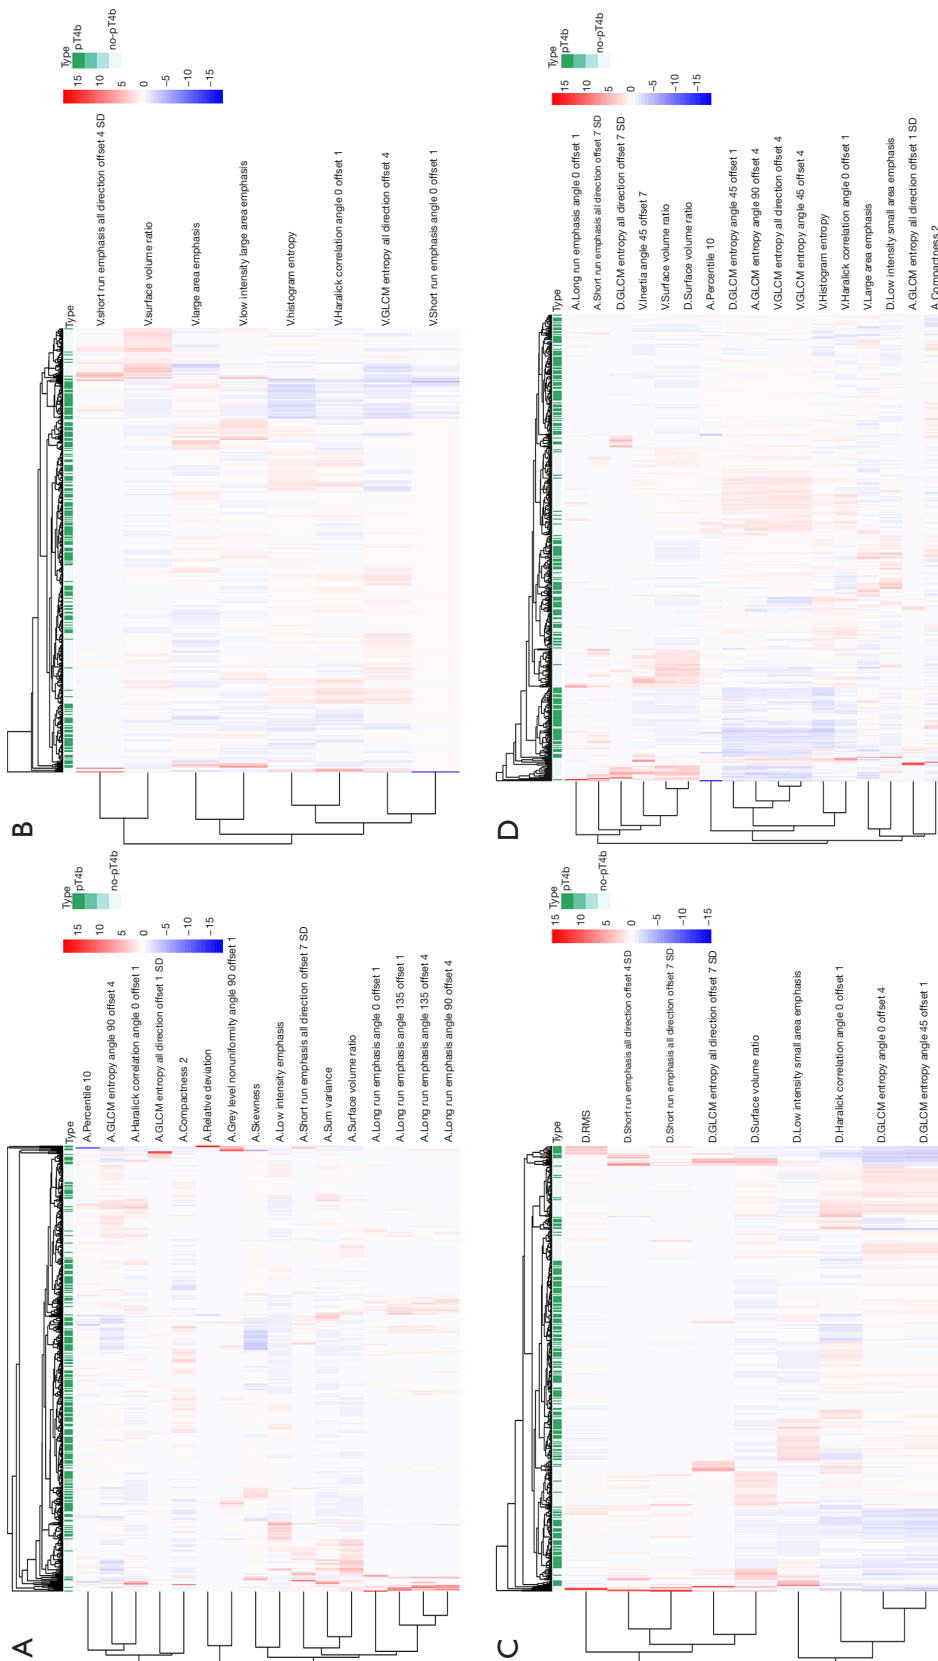 A
Type
A.Percentile 10
A.GLCM entropy angle 90 offset 4
A.Haralick correlation angle 0 offset 1
A.GLCM entropy all direction offset 1 SD
A.Compactness 2
A.Relative deviation
A.Grey level nonuniformity angle 90 offset 1
A.Skewness
A.Low intensity emphasis
A.Short run emphasis all direction offset 7 SD
A.Sum variance
A.Surface volume ratio
A.Long run emphasis angle 0 offset 1
A.Long run emphasis angle 135 offset 1
A.Long run emphasis angle 135 offset 4
A.Long run emphasis angle 90 offset 4
15
10
5
0
−5
−10
−15
Type
pT4b
no-pT4b
B
Type
V.short run emphasis all direction offset 4 SD
V.surface volume ratio
V.large area emphasis
V.low intensity large area emphasis
V.histogram entropy
V.Haralick correlation angle 0 offset 1
V.GLCM entropy all direction offset 4
V.Short run emphasis angle 0 offset 1
15
10
5
0
−5
−10
−15
Type
pT4b
no-pT4b
C
Type
D.RMS
D.Short run emphasis all direction offset 4 SD
D.Short run emphasis all direction offset 7 SD
D.GLCM entropy all direction offset 7 SD
D.Surface volume ratio
D.Low intensity small area emphasis
D.Haralick correlation angle 0 offset 1
D.GLCM entropy angle 0 offset 4
D.GLCM entropy angle 45 offset 1
15
10
5
0
−5
−10
−15
Type
pT4b
no-pT4b
D
Type
A.Long run emphasis angle 0 offset 1
A.Short run emphasis all direction offset 7 SD
D.GLCM entropy all direction offset 7 SD
V.Inertia angle 45 offset 7
V.Surface volume ratio
D.Surface volume ratio
A.Percentile 10
D.GLCM entropy angle 45 offset 1
A.GLCM entropy angle 90 offset 4
V.GLCM entropy all direction offset 4
V.GLCM entropy angle 45 offset 4
V.Histogram entropy
V.Haralick correlation angle 0 offset 1
V.Large area emphasis
D.Low intensity small area emphasis
A.GLCM entropy all direction offset 1 SD
A.Compactness 2
15
10
5
0
−5
−10
−15
Type
pT4b
no-pT4b